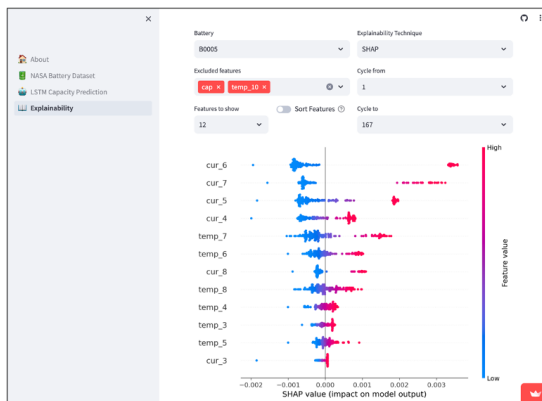 About
NASA Battery Dataset
LSTM Capacity Prediction
Explainability
Battery
Explainability Technique
B0005
SHAP
Excluded features
Cycle from
cap ×
temp_10 ×
1
Features to show
Sort Features
Cycle to
12
167
High
cur_6
cur_7
cur_5
cur_4
temp_7
temp_6
cur_8
temp_8
temp_4
temp_3
temp_5
cur_3
Feature value
Low
−0.002
−0.001
0.000
0.001
0.002
0.003
SHAP value (impact on model output)